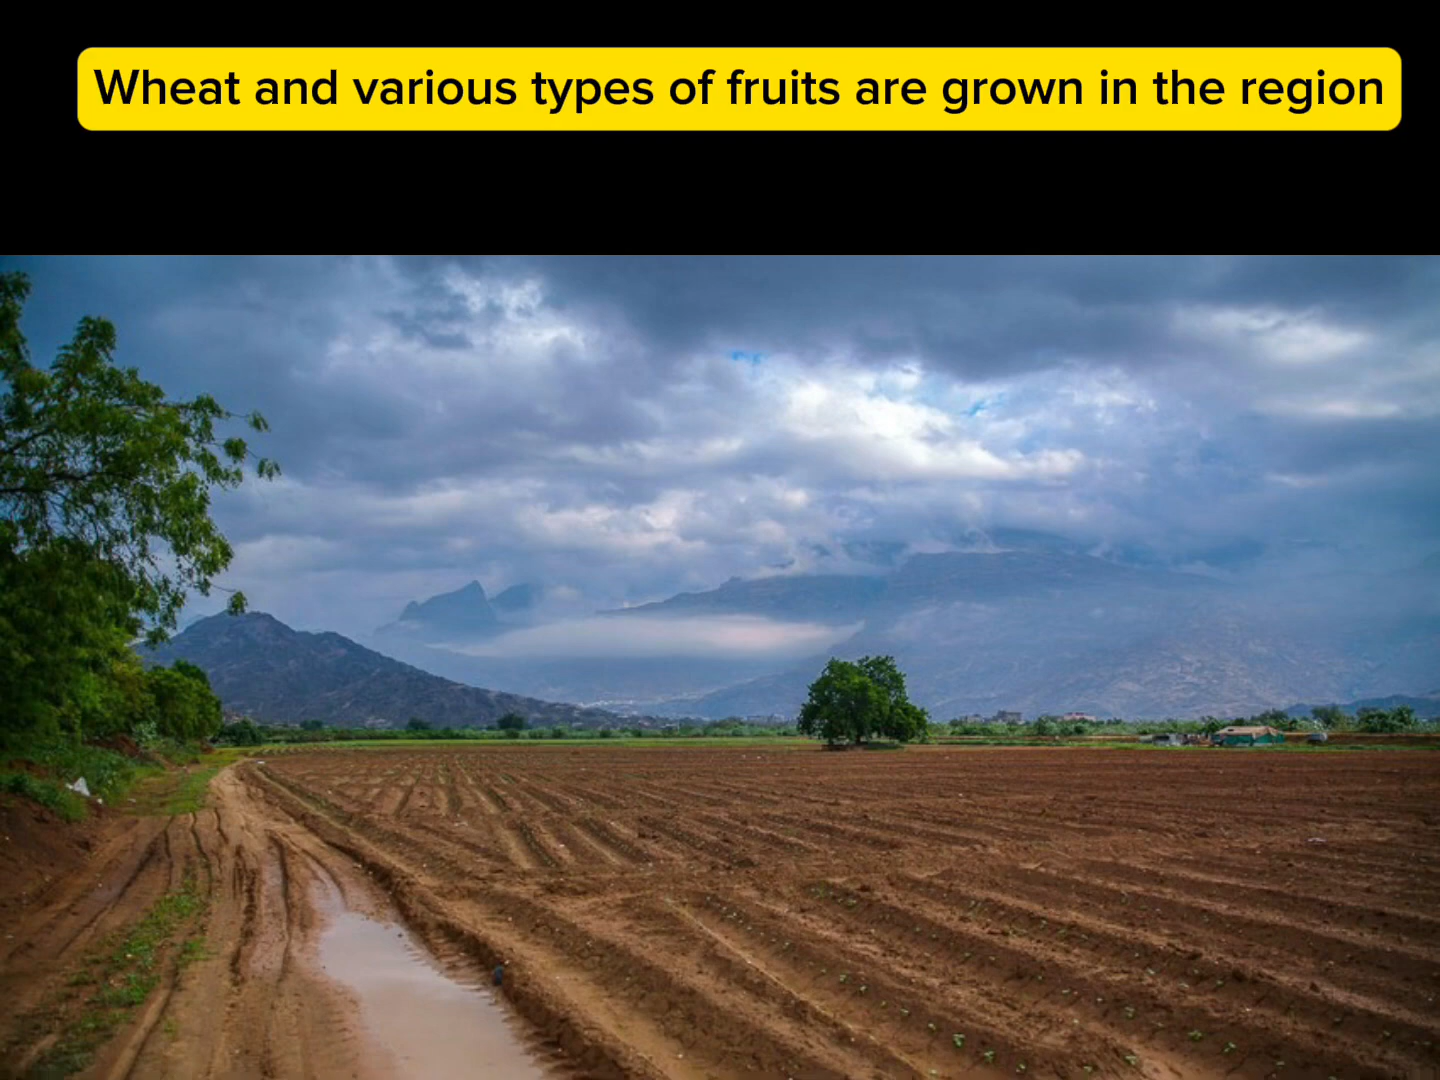 Wheat and various types of fruits are grown in the region